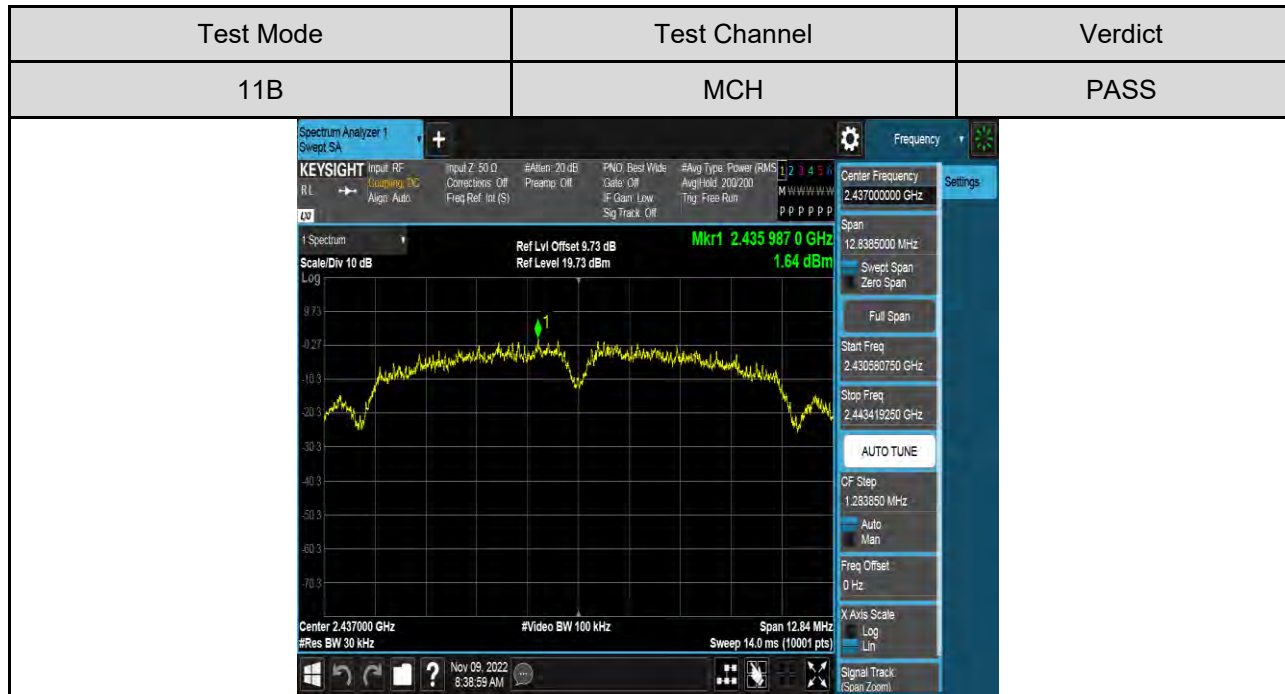 Test Mode Test Channel Verdict
11B MCH PASS
Spectrum Analyzer 1
Swept SA
+
Frequency
KEYSIGHT Input: RF Input Z: 50 Ω #Atten: 20 dB PNO: Best Wide #Avg Type: Power (RMS 1 2 3 4 5 6
RL Coupling: DC Corrections: Off Preamp: Off Gate: Off Avg|Hold: 200/200 M W W W W W
Align: Auto Freq Ref: Int (S) IF Gain: Low Trig: Free Run
Sig Track: Off P P P P P P
LXI
1 Spectrum
Scale/Div 10 dB
Ref Lvl Offset 9.73 dB
Ref Level 19.73 dBm
Mkr1 2.435 987 0 GHz
1.64 dBm
Log
9.73
-0.27
-10.3
-20.3
-30.3
-40.3
-50.3
-60.3
-70.3
1
Center 2.437000 GHz #Video BW 100 kHz Span 12.84 MHz
#Res BW 30 kHz Sweep 14.0 ms (10001 pts)
?
Nov 09, 2022
8:38:59 AM
Center Frequency
2.437000000 GHz
Settings
Span
12.8385000 MHz
Swept Span
Zero Span
Full Span
Start Freq
2.430580750 GHz
Stop Freq
2.443419250 GHz
AUTO TUNE
CF Step
1.283850 MHz
Auto
Man
Freq Offset
0 Hz
X Axis Scale
Log
Lin
Signal Track
(Span Zoom)